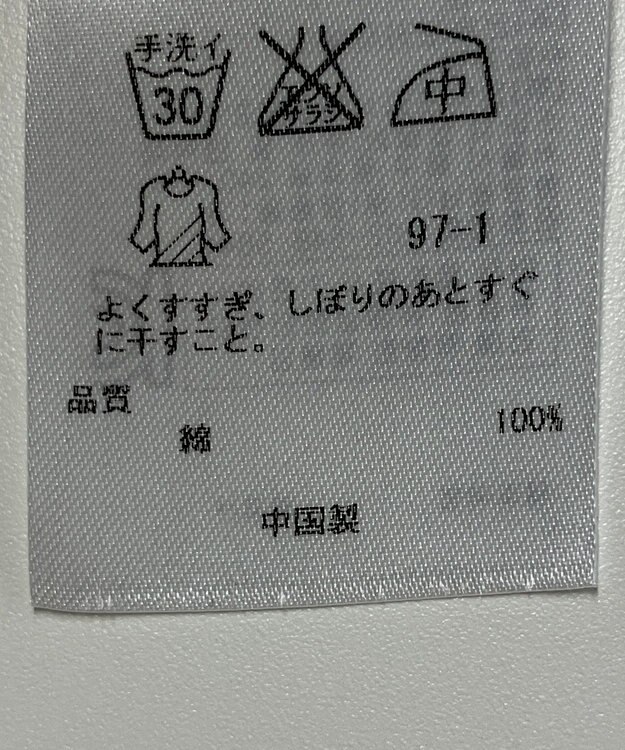 手洗イ
30
エンソ
サラシ
中
97-1
よくすすぎ、しぼりのあとすぐ
に干すこと。
品質
綿 100%
中国製